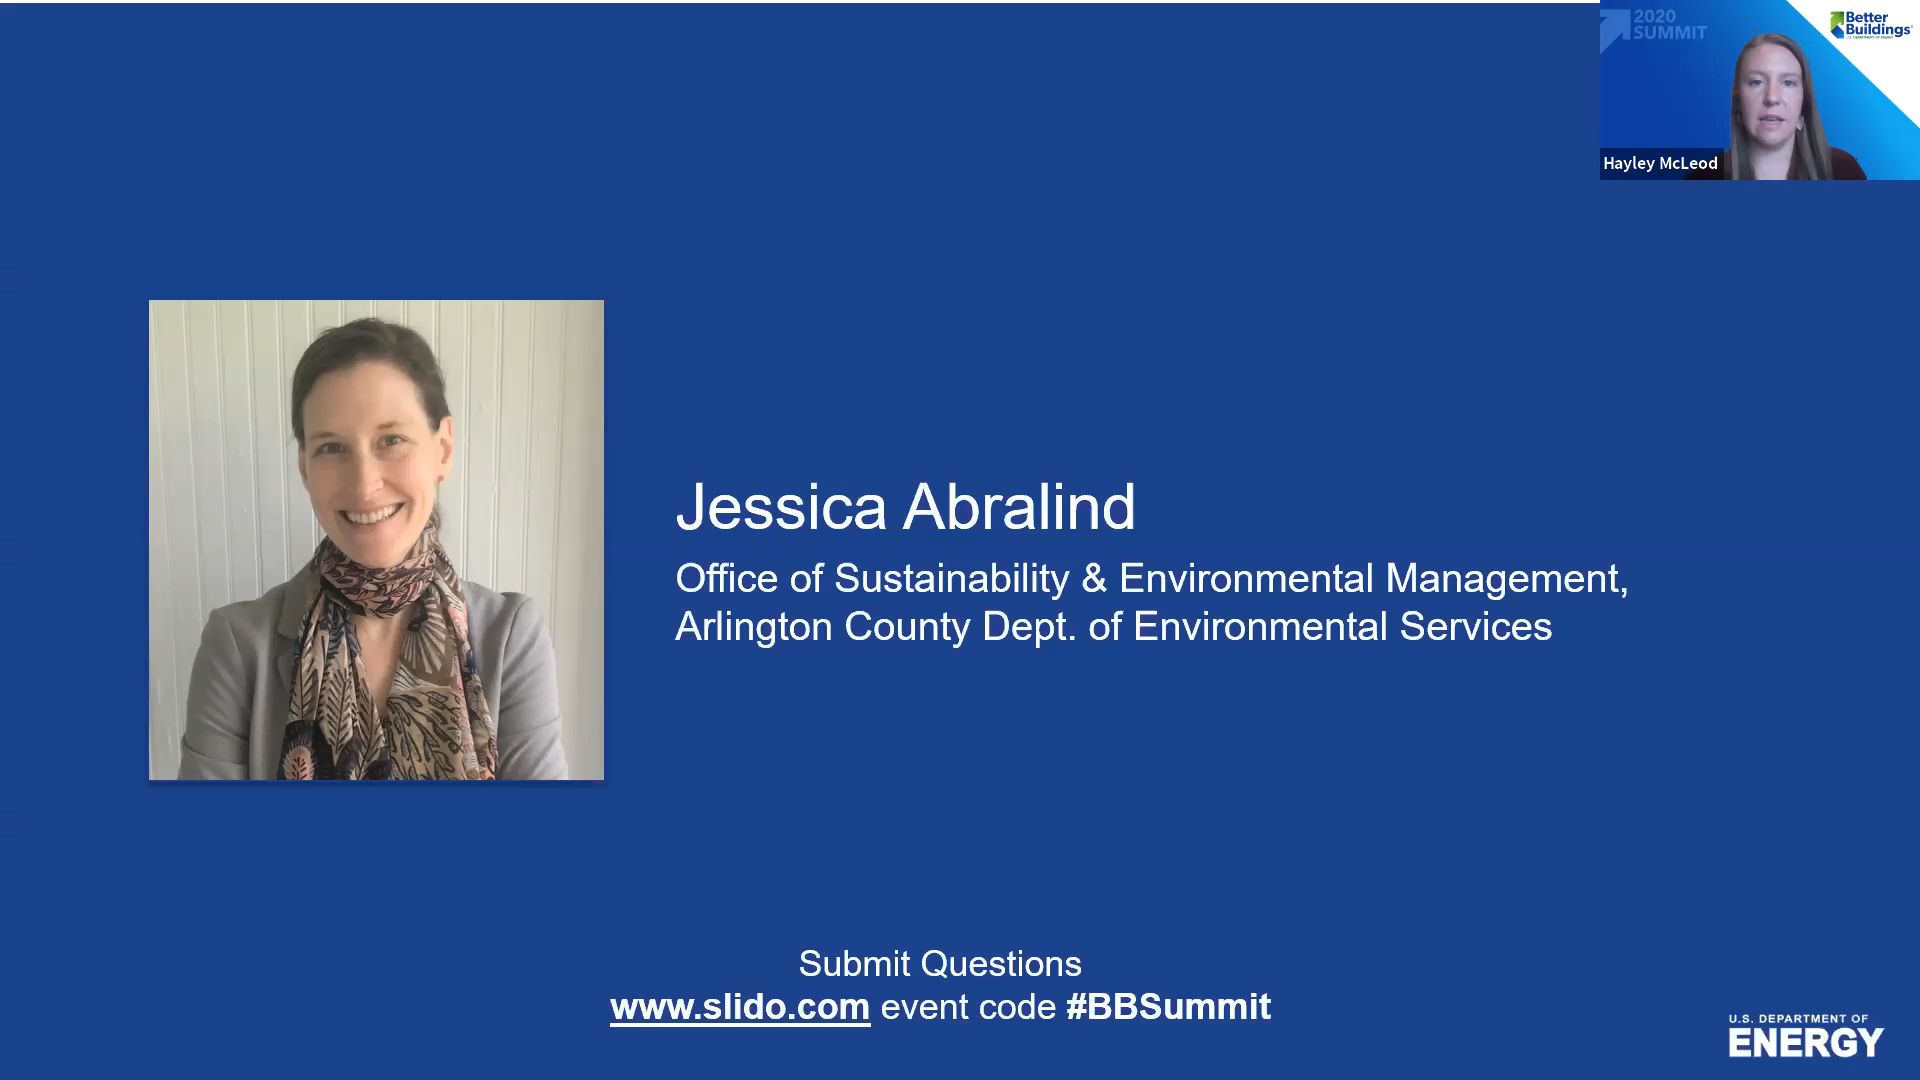 2020
SUMMIT
Better
Buildings
Hayley McLeod
Jessica Abralind
Office of Sustainability & Environmental Management,
Arlington County Dept. of Environmental Services
Submit Questions
www.slido.com event code #BBSummit
U.S. DEPARTMENT OF
ENERGY